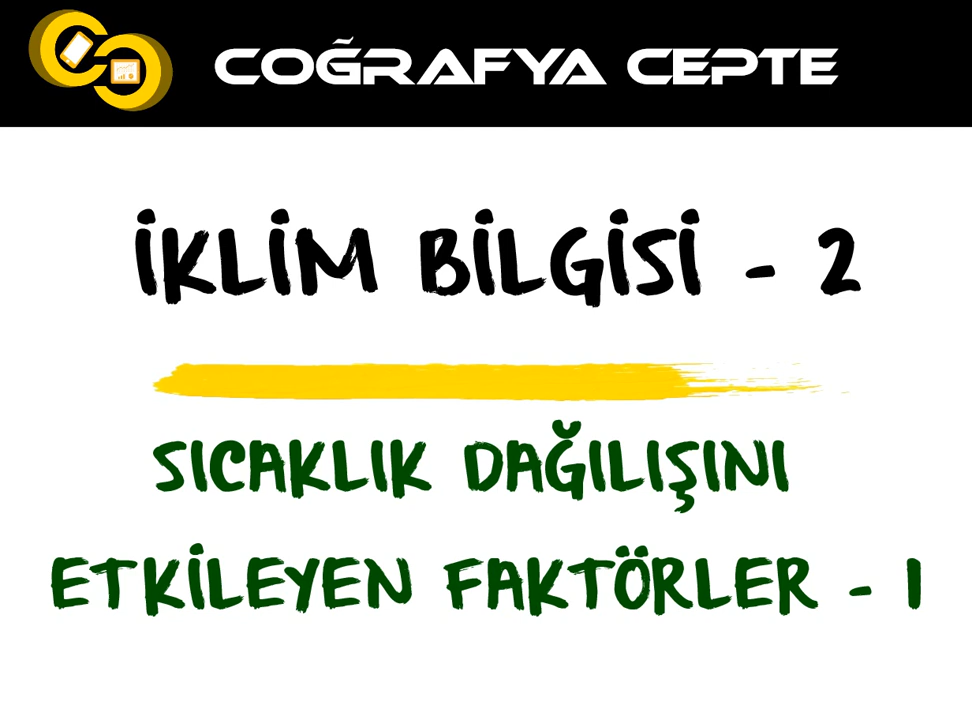 COĞRAFYA CEPTE
İKLİM BİLGİSİ - 2
SICAKLIK DAĞILIŞINI
ETKİLEYEN FAKTÖRLER - 1